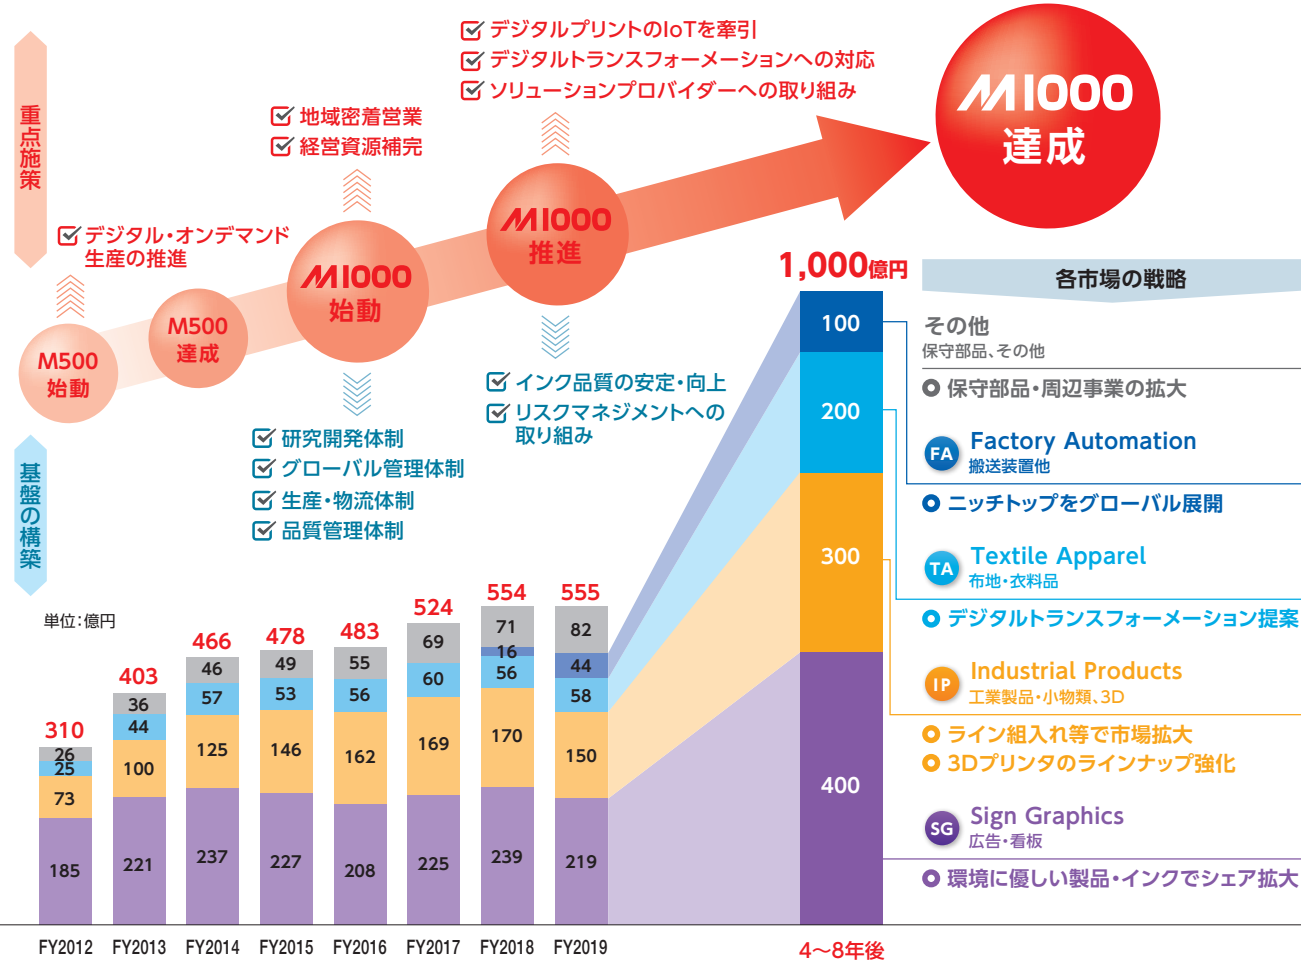 重点施策
デジタルプリントのIoTを牽引
デジタルトランスフォーメーションへの対応
ソリューションプロバイダーへの取り組み
地域密着営業
経営資源補完
デジタル・オンデマンド
生産の推進
M500
始動
M500
達成
M1000
始動
M1000
推進
M1000
達成
基盤の構築
研究開発体制
グローバル管理体制
生産・物流体制
品質管理体制
インク品質の安定・向上
リスクマネジメントへの
取り組み
単位:億円
310
26
25
73
185
FY2012
403
36
44
100
221
FY2013
466
46
57
125
237
FY2014
478
49
53
146
227
FY2015
483
55
56
162
208
FY2016
524
69
60
169
225
FY2017
554
71
16
56
170
239
FY2018
555
82
44
58
150
219
FY2019
1,000億円
100
200
300
400
4〜8年後
各市場の戦略
その他
保守部品、その他
保守部品・周辺事業の拡大
FA Factory Automation
搬送装置他
ニッチトップをグローバル展開
TA Textile Apparel
布地・衣料品
デジタルトランスフォーメーション提案
IP Industrial Products
工業製品・小物類、3D
ライン組入れ等で市場拡大
3Dプリンタのラインナップ強化
SG Sign Graphics
広告・看板
環境に優しい製品・インクでシェア拡大